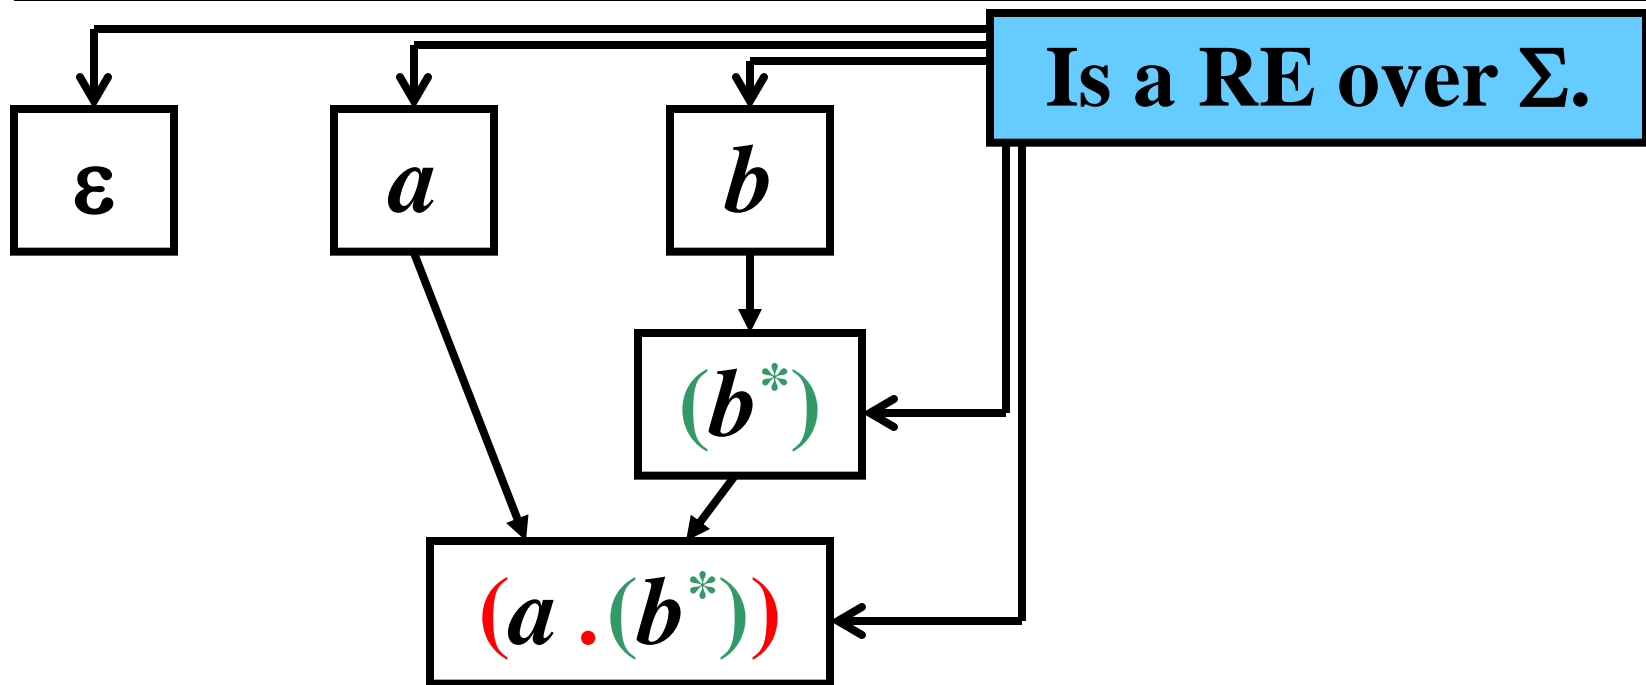 Is a RE over Σ.
ε
a
b
(b*)
(a .(b*))